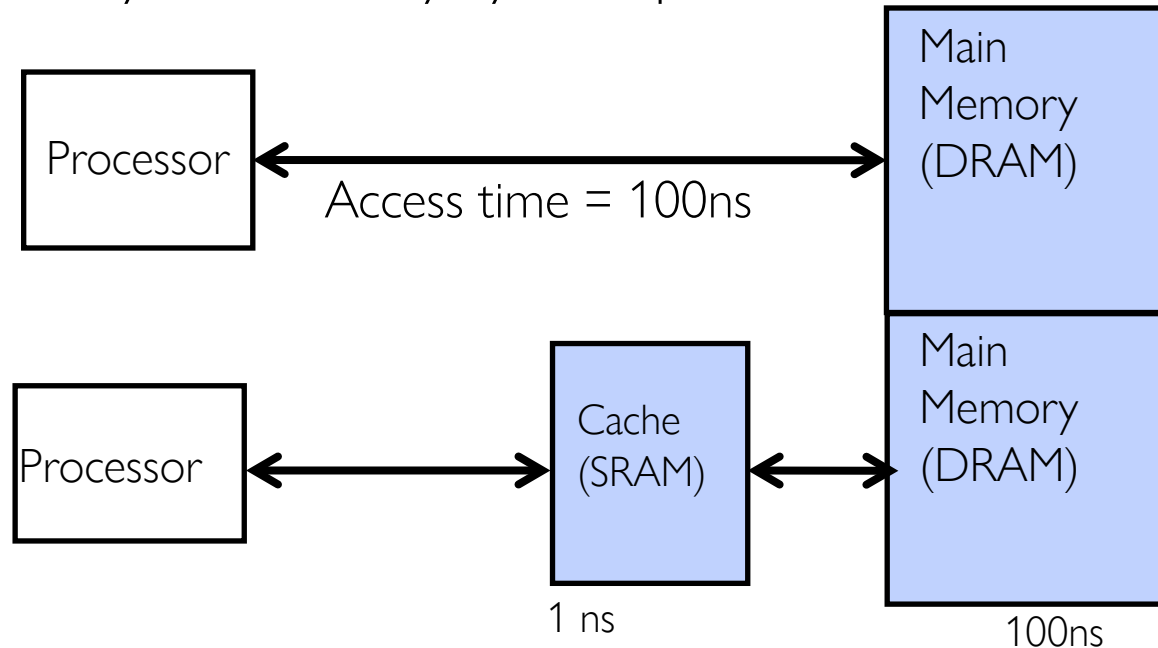 Main
Memory
(DRAM)
Processor
Access time = 100ns
Main
Memory
(DRAM)
Cache
(SRAM)
Processor
1 ns
100ns